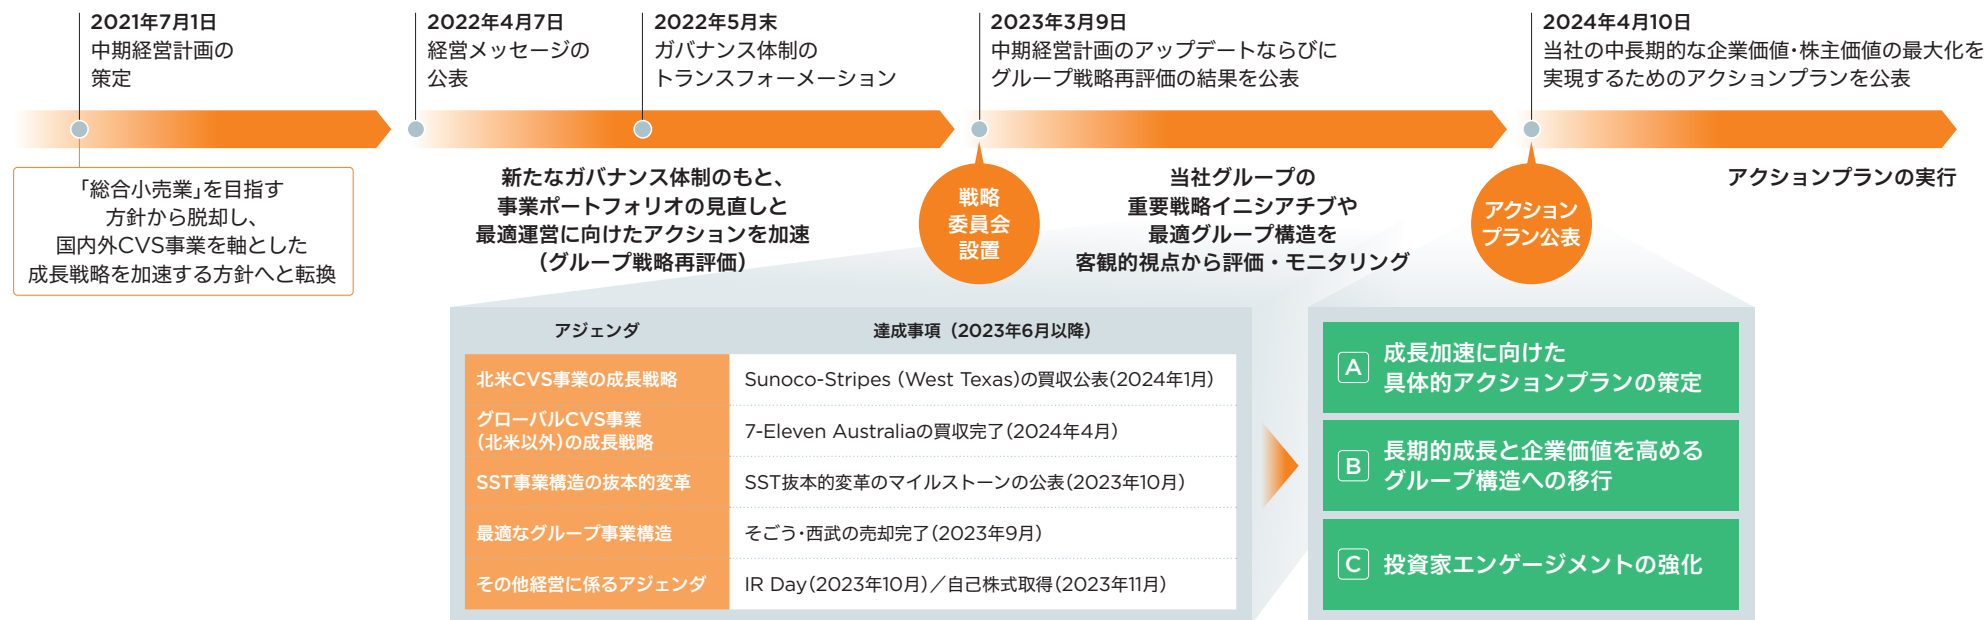 2021年7月1日
中期経営計画の
策定
2022年4月7日
経営メッセージの
公表
2022年5月末
ガバナンス体制の
トランスフォーメーション
2023年3月9日
中期経営計画のアップデートならびに
グループ戦略再評価の結果を公表
2024年4月10日
当社の中長期的な企業価値・株主価値の最大化を
実現するためのアクションプランを公表
「総合小売業」を目指す
方針から脱却し、
国内外CVS事業を軸とした
成長戦略を加速する方針へと転換
新たなガバナンス体制のもと、
事業ポートフォリオの見直しと
最適運営に向けたアクションを加速
（グループ戦略再評価）
戦略
委員会
設置
当社グループの
重要戦略イニシアチブや
最適グループ構造を
客観的視点から評価・モニタリング
アクション
プラン公表
アクションプランの実行
アジェンダ
達成事項（2023年6月以降）
北米CVS事業の成長戦略
Sunoco-Stripes (West Texas)の買収公表(2024年1月)
グローバルCVS事業
（北米以外）の成長戦略
7-Eleven Australiaの買収完了(2024年4月)
SST事業構造の抜本的変革
SST抜本的変革のマイルストーンの公表(2023年10月)
最適なグループ事業構造
そごう・西武の売却完了(2023年9月)
その他経営に係るアジェンダ
IR Day(2023年10月)／自己株式取得(2023年11月)
A 成長加速に向けた
具体的アクションプランの策定
B 長期的成長と企業価値を高める
グループ構造への移行
C 投資家エンゲージメントの強化